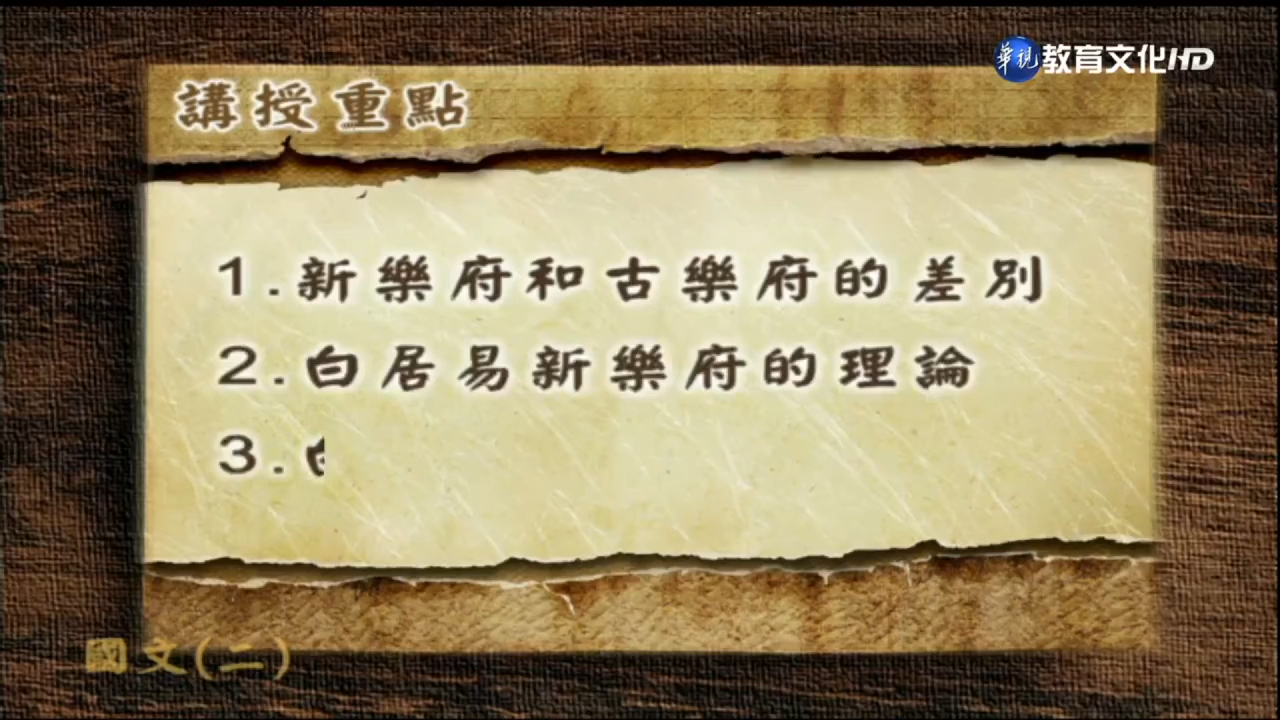 華視教育文化HD
講授重點
1.新樂府和古樂府的差別
2.白居易新樂府的理論
3.
國文(二)